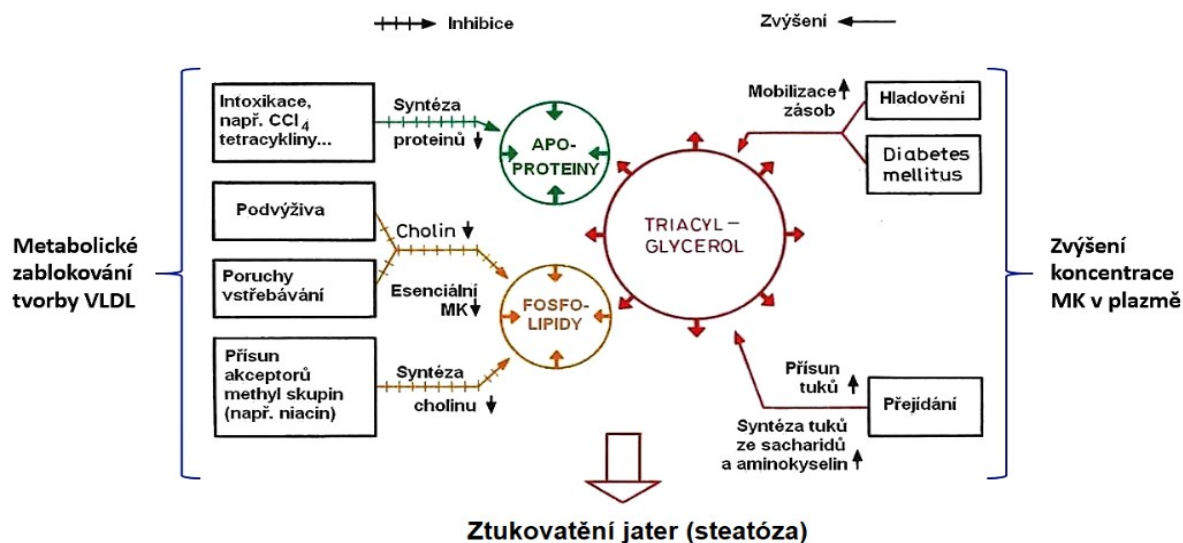 Inhibice
Zvýšení
Metabolické
zablokování
tvorby VLDL
Intoxikace,
např. CCl4
tetracykliny...
Syntéza
proteinů
APO-
PROTEINY
Podvýživa
Poruchy
vstřebávání
Cholin
Esenciální
MK
FOSFO-
LIPIDY
Přísun
akceptorů
methyl skupin
(např. niacin)
Syntéza
cholinu
TRIACYL-
GLYCEROL
Mobilizace
zásob
Hladovění
Diabetes
mellitus
Přísun
tuků
Syntéza tuků
ze sacharidů
a aminokyselin
Přejídání
Zvýšení
koncentrace
MK v plazmě
Ztukovatění jater (steatóza)